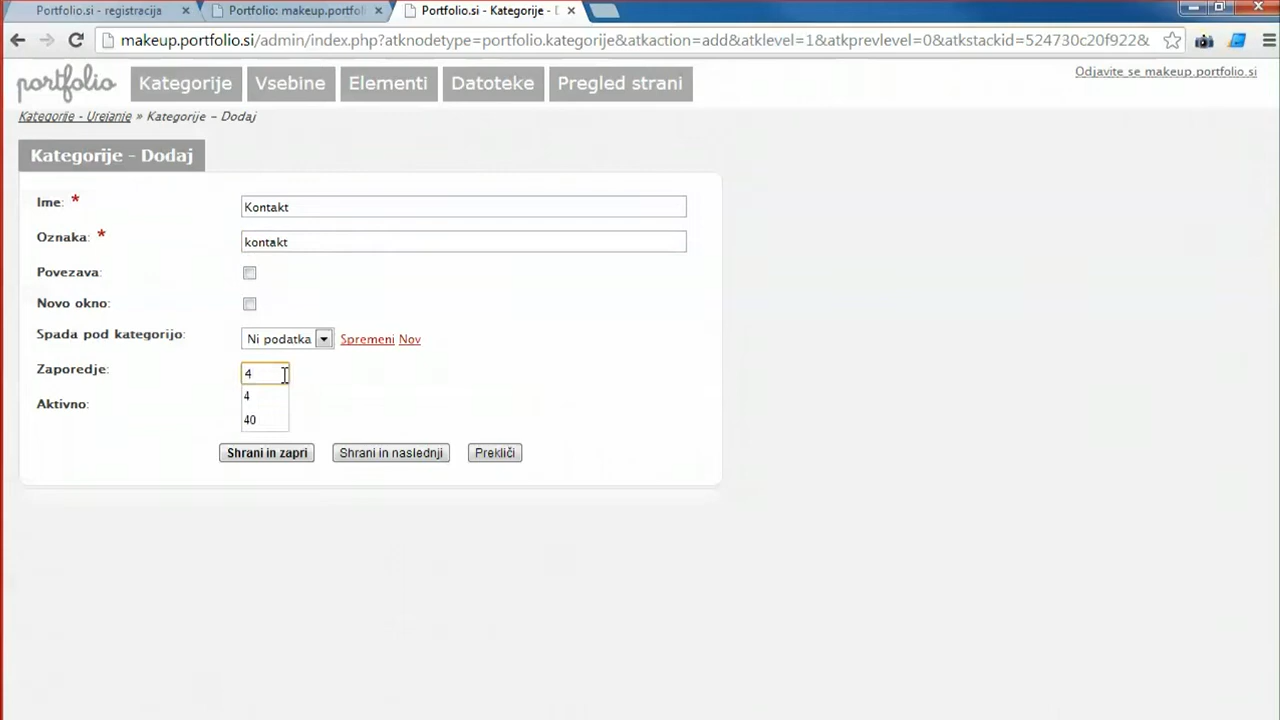 Portfolio.si - registracija
Portfolio: makeup.portfol
Portfolio.si - Kategorije - D
makeup.portfolio.si/admin/index.php?atknodetype=portfolio.kategorije&atkaction=add&atklevel=1&atkprevlevel=0&atkstackid=524730c20f922&
portfolio
Kategorije
Vsebine
Elementi
Datoteke
Pregled strani
Odjavite se makeup.portfolio.si
Kategorije - Urejanje » Kategorije - Dodaj
Kategorije - Dodaj
Ime: *
Kontakt
Oznaka: *
kontakt
Povezava:
Novo okno:
Spada pod kategorijo:
Ni podatka
Spremeni Nov
Zaporedje:
4
4
Aktivno:
40
Shrani in zapri
Shrani in naslednji
Prekliči